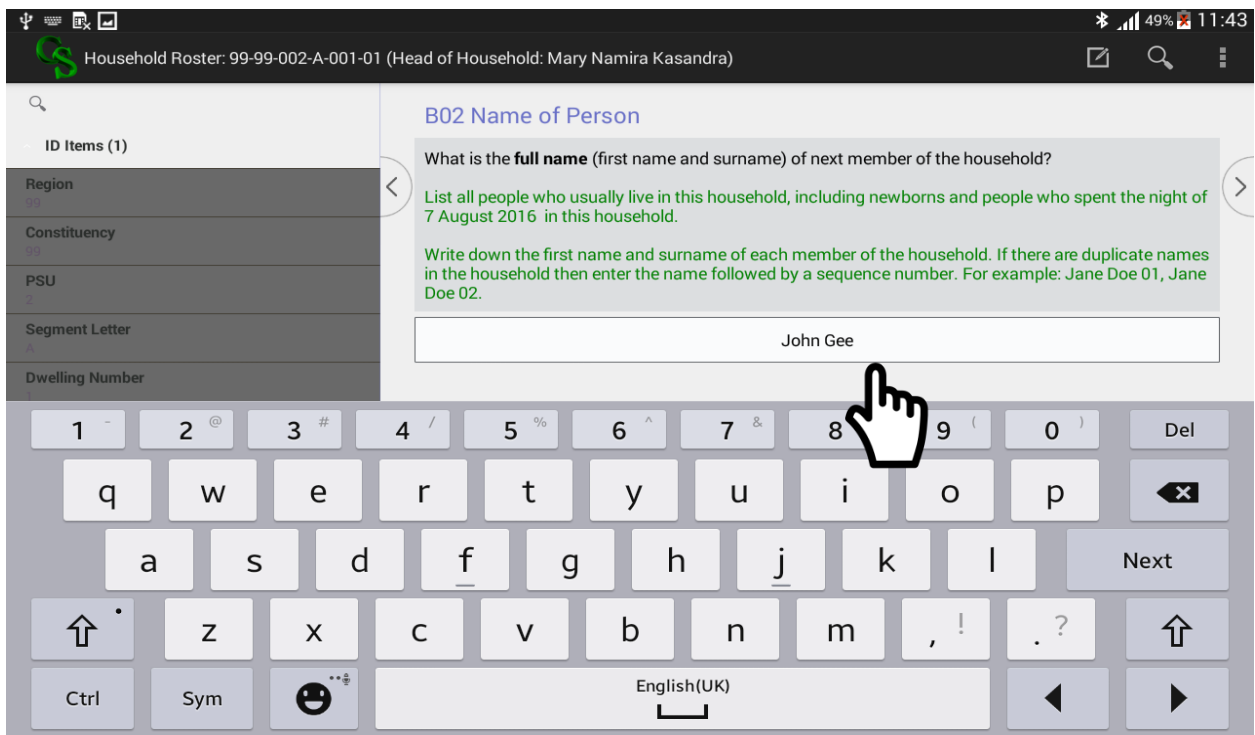 49% 11:43
CS Household Roster: 99-99-002-A-001-01 (Head of Household: Mary Namira Kasandra)
ID Items (1)
Region
99
Constituency
99
PSU
2
Segment Letter
A
Dwelling Number
1
B02 Name of Person
What is the full name (first name and surname) of next member of the household?
List all people who usually live in this household, including newborns and people who spent the night of
7 August 2016 in this household.
Write down the first name and surname of each member of the household. If there are duplicate names
in the household then enter the name followed by a sequence number. For example: Jane Doe 01, Jane
Doe 02.
John Gee
1 - 2 @ 3 # 4 / 5 % 6 ^ 7 & 8 9 ( 0 ) Del
q w e r t y u i o p
a s d f g h j k l Next
z x c v b n m , ! . ?
Ctrl Sym English(UK)